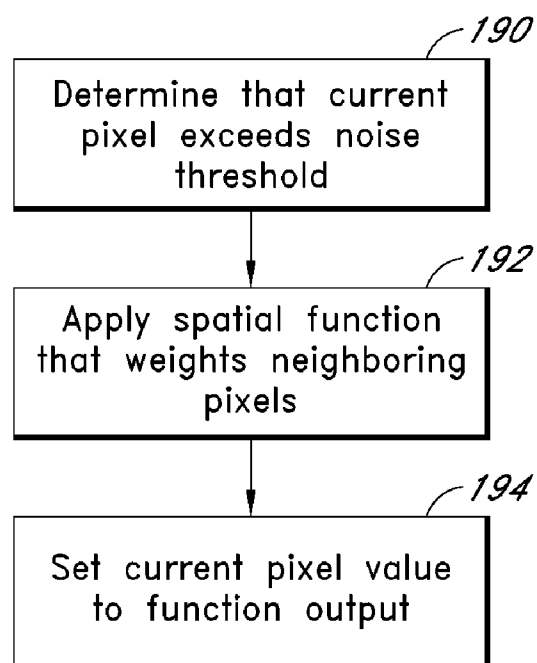 190
Determine that current
pixel exceeds noise
threshold
192
Apply spatial function
that weights neighboring
pixels
194
Set current pixel value
to function output